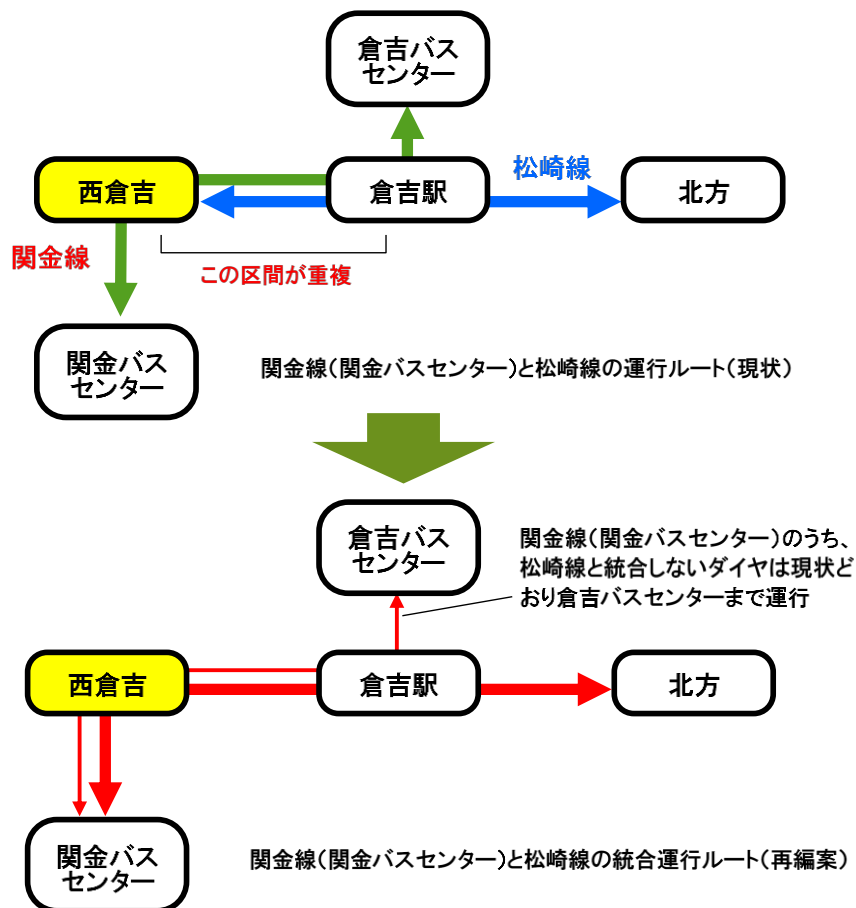 倉吉バス
センター
西倉吉
倉吉駅
松崎線
北方
関金線
この区間が重複
関金バス
センター
関金線(関金バスセンター)と松崎線の運行ルート(現状)
倉吉バス
センター
関金線(関金バスセンター)のうち、
松崎線と統合しないダイヤは現状ど
おり倉吉バスセンターまで運行
西倉吉
倉吉駅
北方
関金バス
センター
関金線(関金バスセンター)と松崎線の統合運行ルート(再編案)